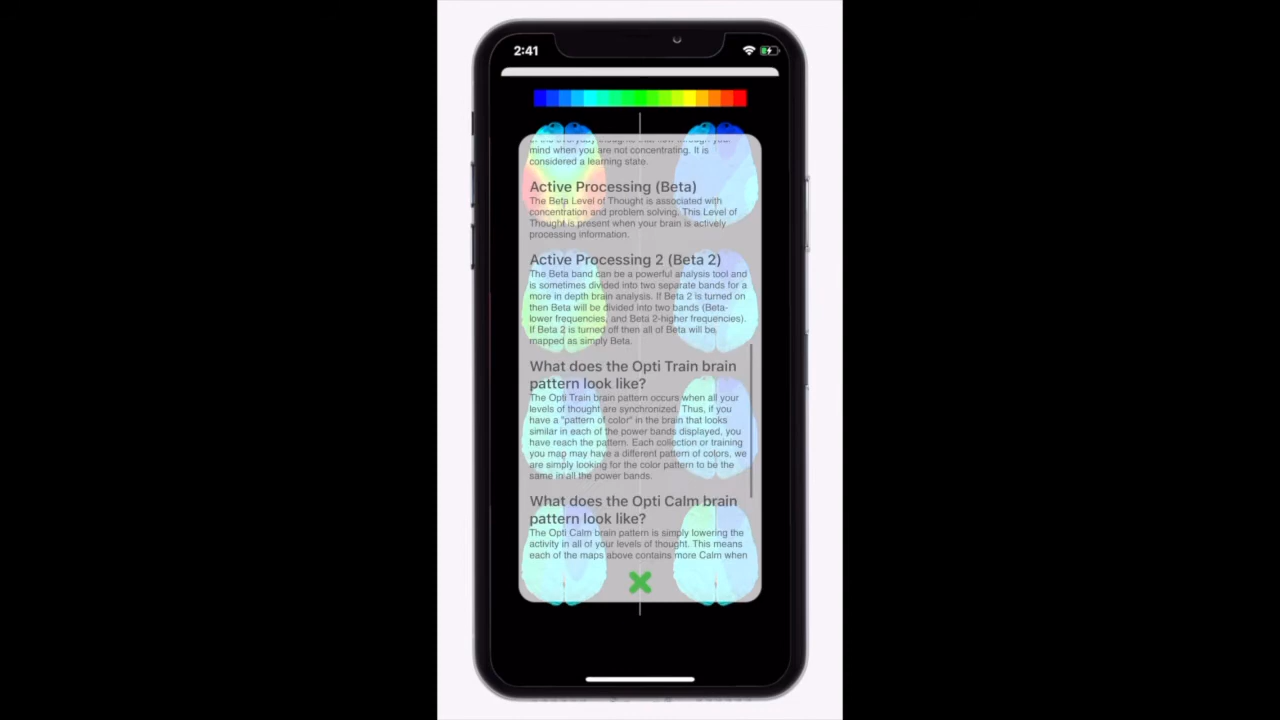 2:41
in the everyday thoughts that flow through your
mind when you are not concentrating. It is
considered a learning state.
Active Processing (Beta)
The Beta Level of Thought is associated with
concentration and problem solving. This Level of
Thought is present when your brain is actively
processing information.
Active Processing 2 (Beta 2)
The Beta band can be a powerful analysis tool and
is sometimes divided into two separate bands for a
more in depth brain analysis. If Beta 2 is turned on
then Beta will be divided into two bands (Beta-
lower frequencies, and Beta 2-higher frequencies).
If Beta 2 is turned off then all of Beta will be
mapped as simply Beta.
What does the Opti Train brain
pattern look like?
The Opti Train brain pattern occurs when all your
levels of thought are synchronized. Thus, if you
have a "pattern of color" in the brain that looks
similar in each of the power bands displayed, you
have reach the pattern. Each collection or training
you map may have a different pattern of colors, we
are simply looking for the color pattern to be the
same in all the power bands.
What does the Opti Calm brain
pattern look like?
The Opti Calm brain pattern is simply lowering the
activity in all of your levels of thought. This means
each of the maps above contains more Calm when